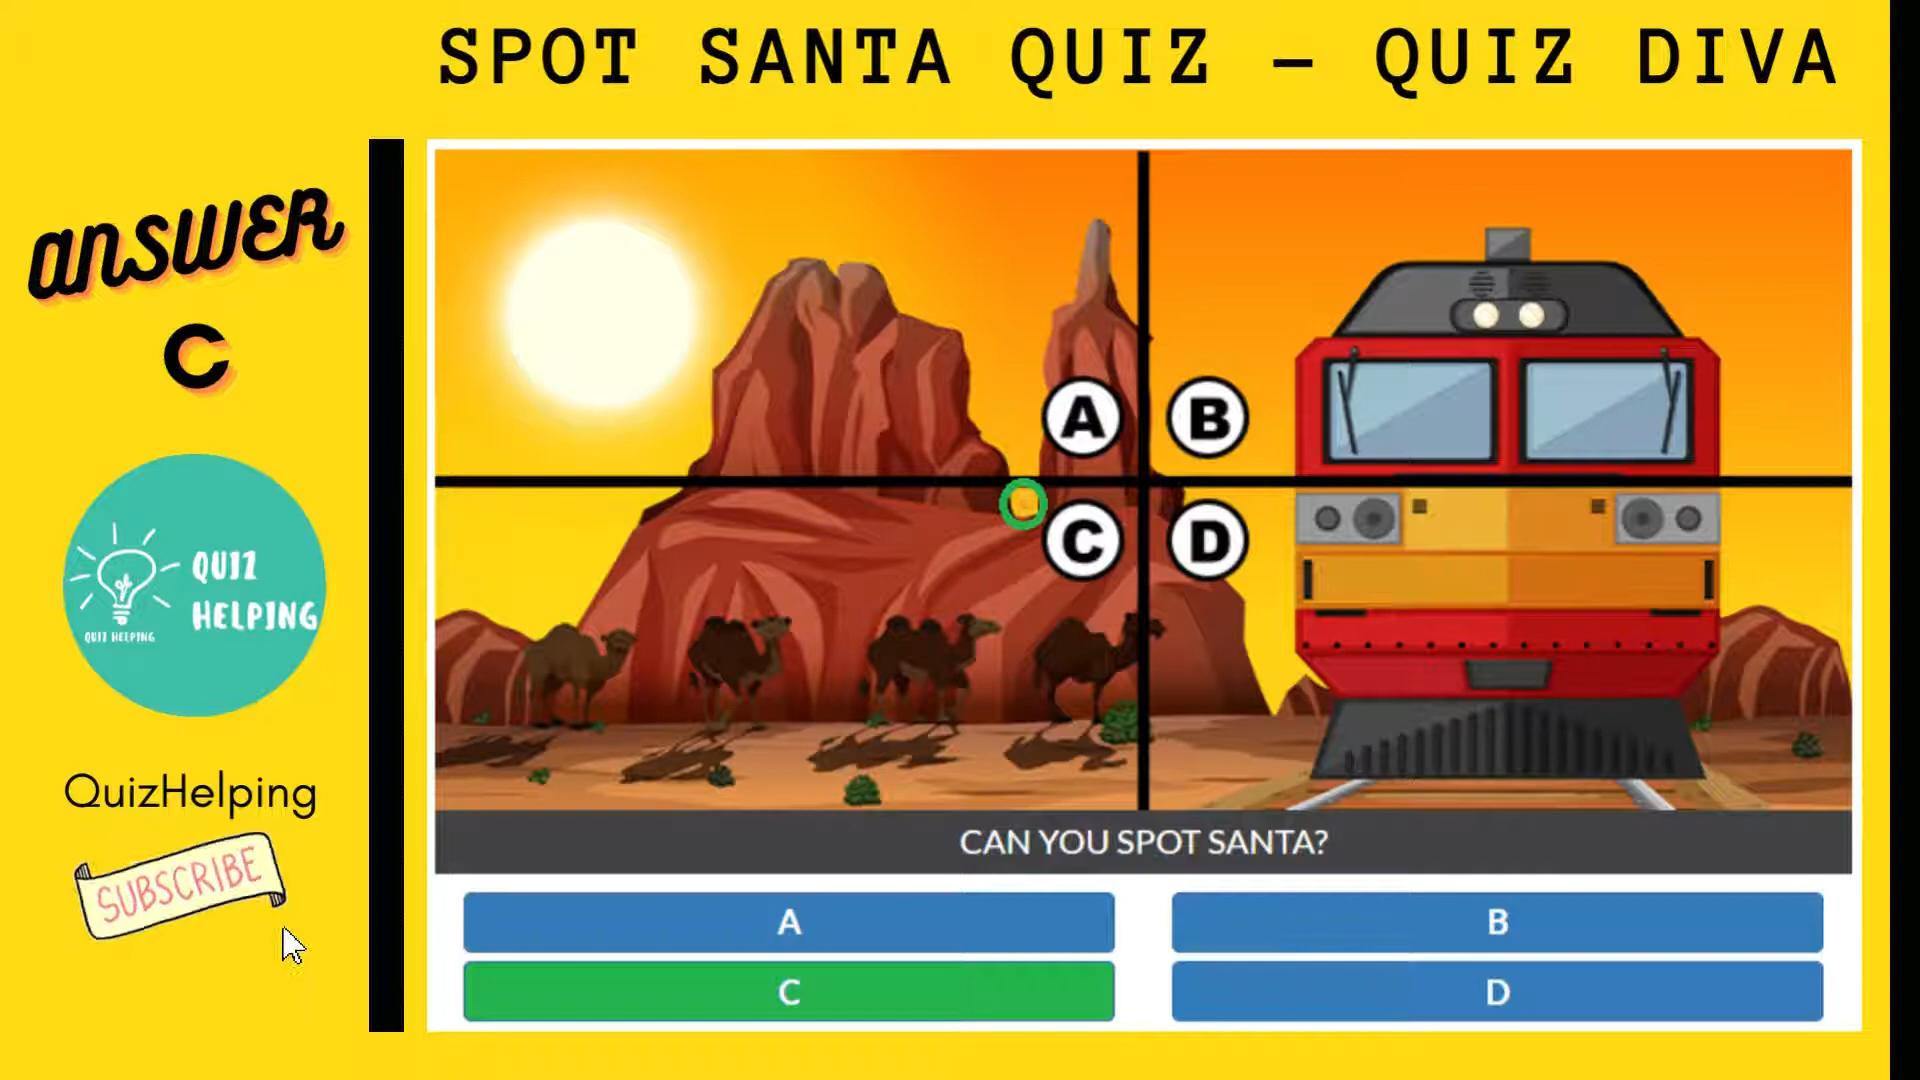 SPOT SANTA QUIZ – QUIZ DIVA
ANSWER
C
QUIZ
HELPING
QUIZ HELPING
QuizHelping
SUBSCRIBE
A B
C D
CAN YOU SPOT SANTA?
A B
C D